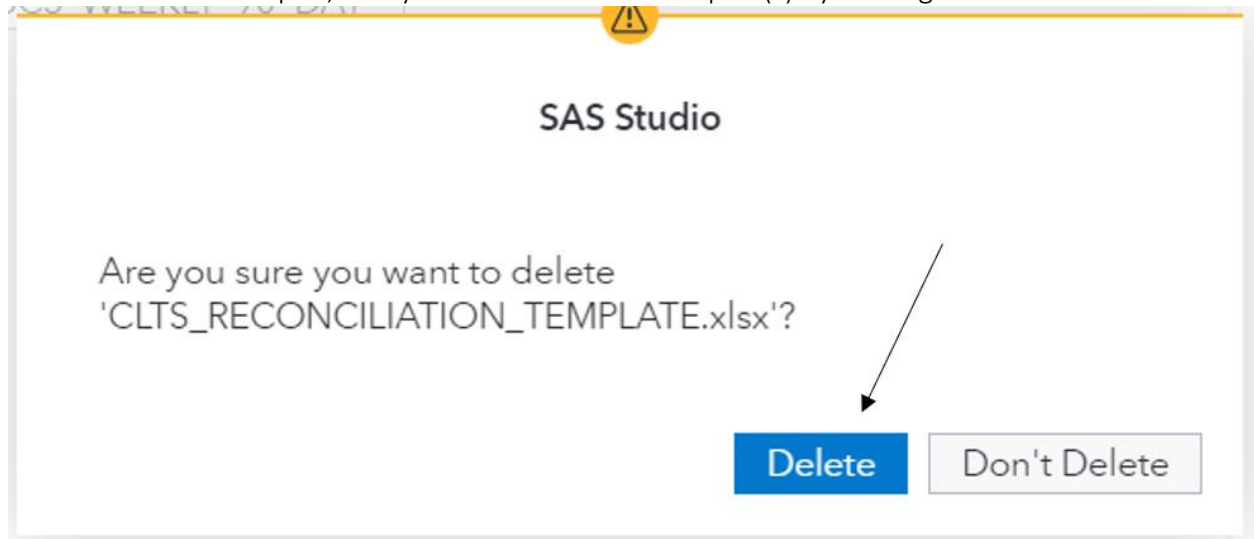 SAS Studio
Are you sure you want to delete
'CLTS_RECONCILIATION_TEMPLATE.xlsx'?
Delete
Don't Delete